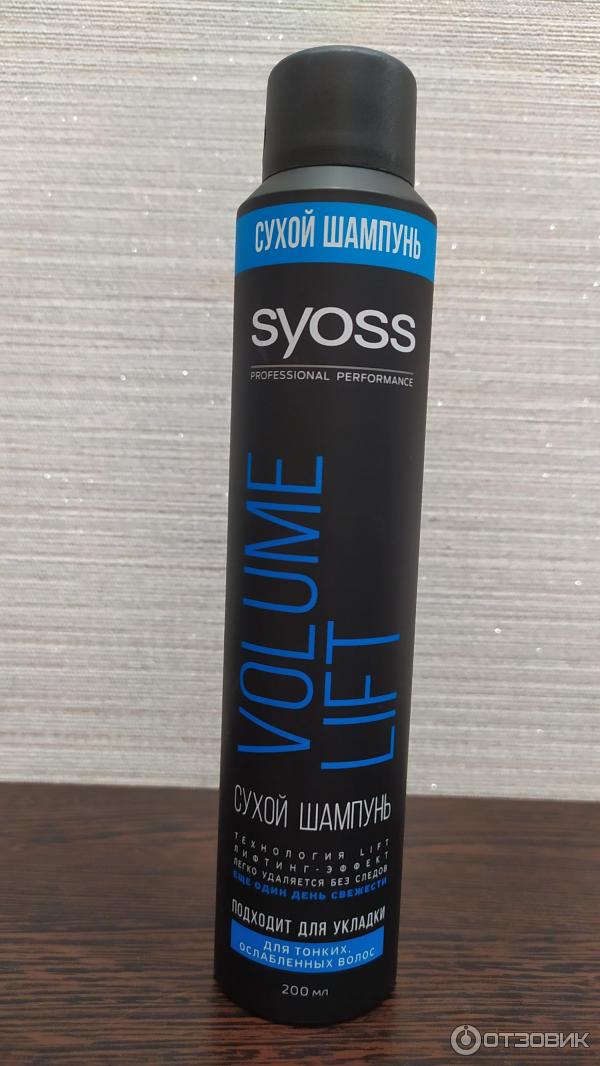 СУХОЙ ШАМПУНЬ
syoss
PROFESSIONAL PERFORMANCE
VOLUME
LIFT
СУХОЙ ШАМПУНЬ
ТЕХНОЛОГИЯ LIFT
ЛИФТИНГ-ЭФФЕКТ
ЛЕГКО УДАЛЯЕТСЯ БЕЗ СЛЕДОВ
ЕЩЕ ОДИН ДЕНЬ СВЕЖЕСТИ
ПОДХОДИТ ДЛЯ УКЛАДКИ
ДЛЯ ТОНКИХ,
ОСЛАБЛЕННЫХ ВОЛОС
200 мл
ОТЗОВИК